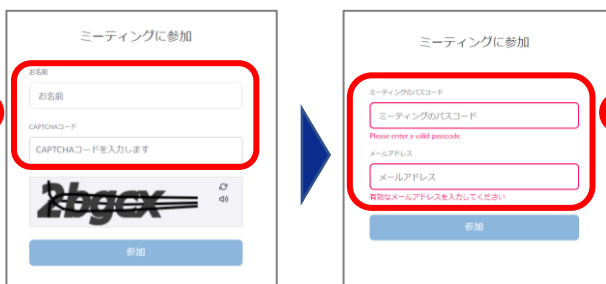 ミーティングに参加
お名前
お名前
CAPTCHAコード
CAPTCHAコードを入力します
2bgcx
参加
ミーティングに参加
ミーティングのパスコード
ミーティングのパスコード
Please enter a valid passcode
メールアドレス
メールアドレス
有効なメールアドレスを入力してください
参加